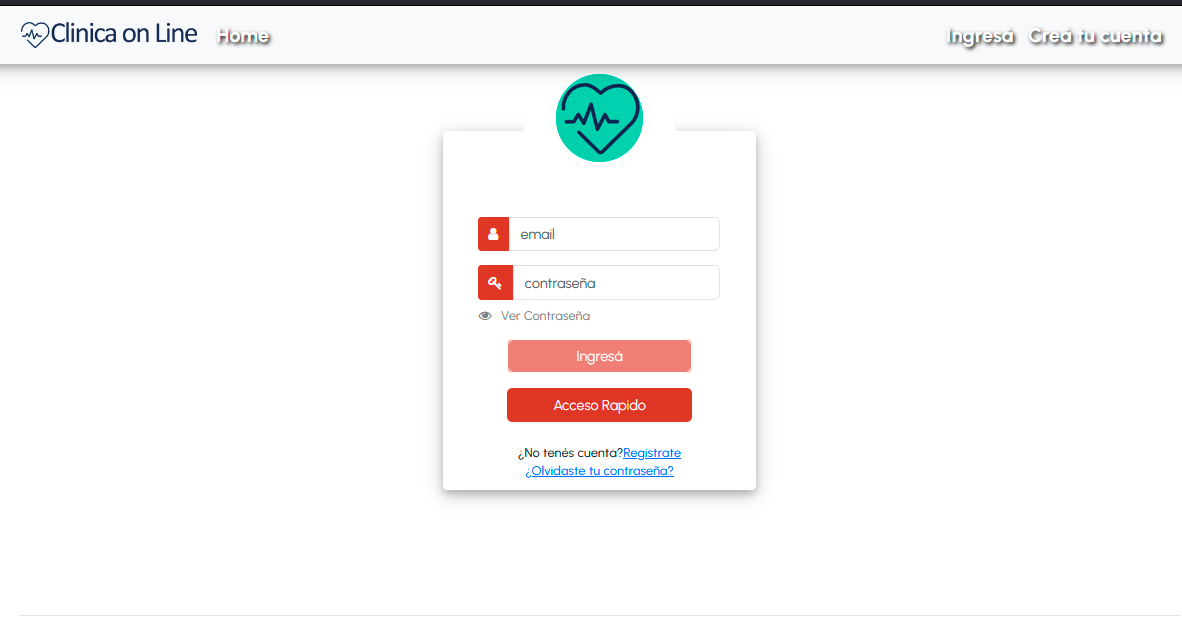 Clinica on Line Home Ingresá Creá tu cuenta
email
contraseña
Ver Contraseña
Ingresá
Acceso Rapido
¿No tenés cuenta?Registrate
¿Olvidaste tu contraseña?